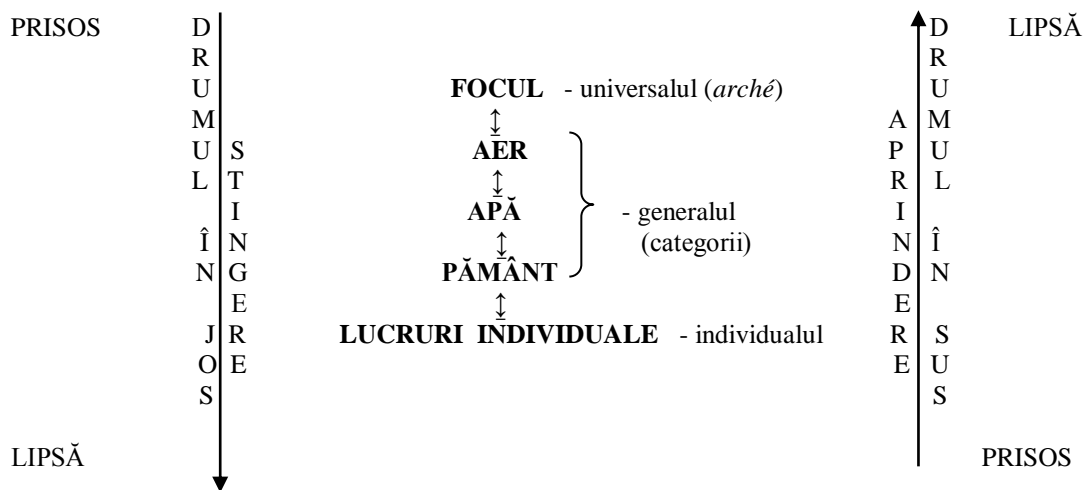 PRISOS
DRUMUL ÎN JOS
STINGERE
FOCUL - universalul (arché)
↕
AER
↕
APĂ
↕
PĂMÂNT
↕
LUCRURI INDIVIDUALE - individualul
- generalul
(categorii)
APRINDERE
DRUMUL ÎN SUS
LIPSĂ
LIPSĂ
PRISOS